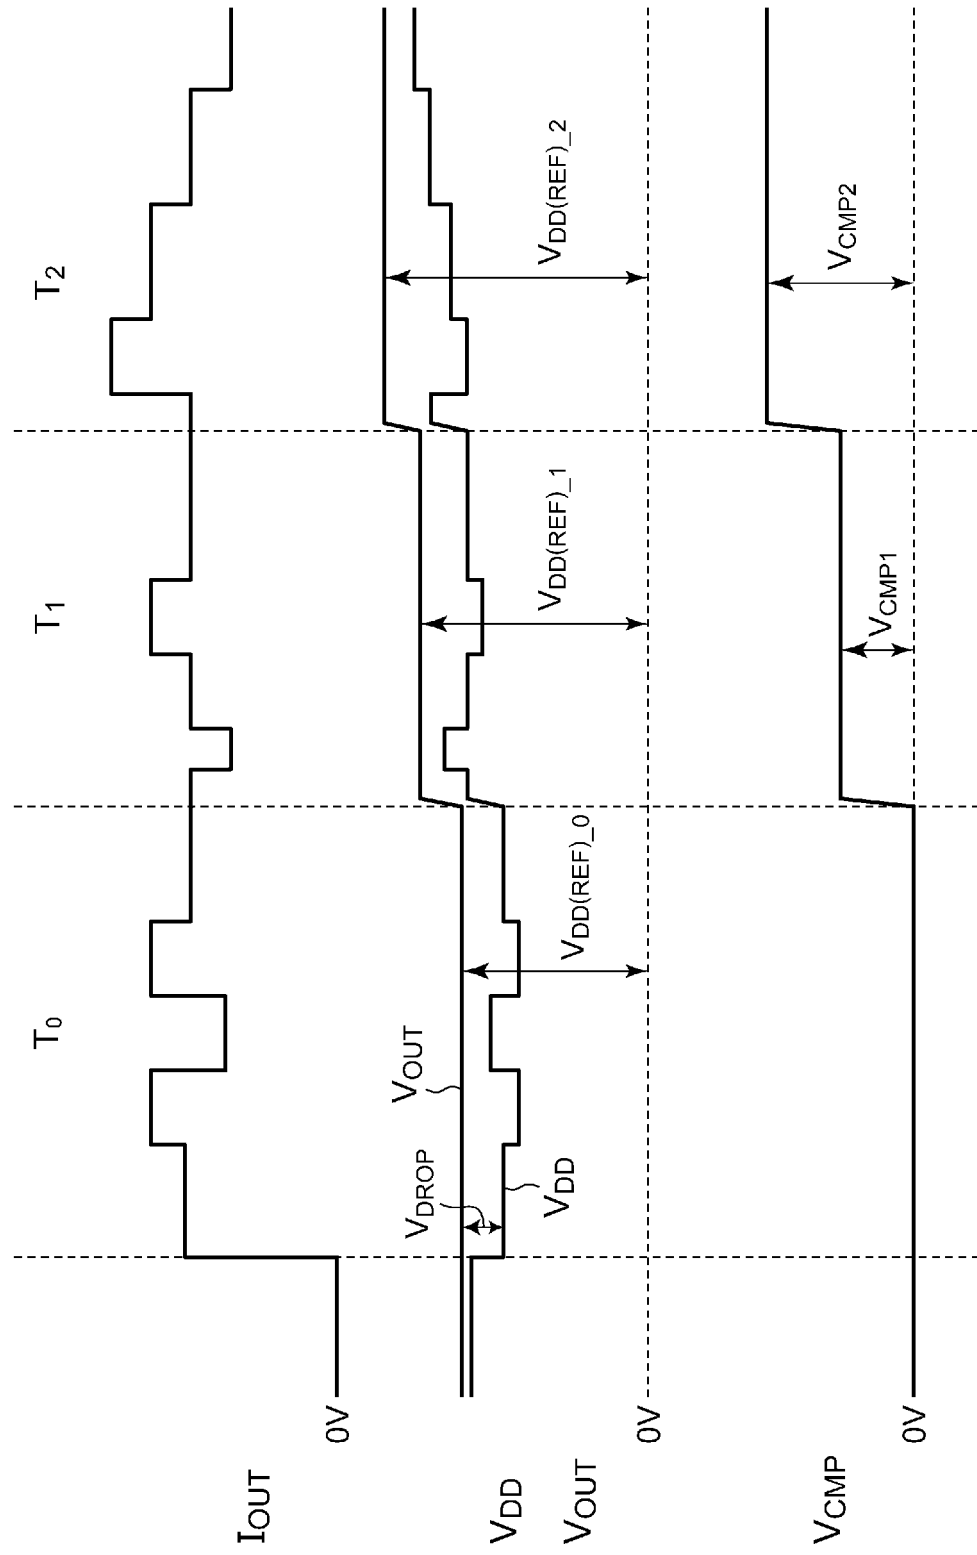 T0
T1
T2
IOUT
0V
VDROP
VOUT
VDD
VDD(REF)_0
VDD(REF)_1
VDD(REF)_2
VDD
VOUT
0V
VCMP1
VCMP2
VCMP
0V